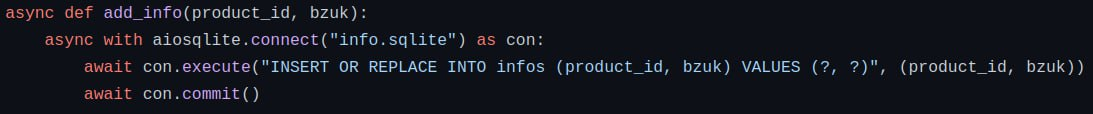 async def add_info(product_id, bzuk):
    async with aiosqlite.connect("info.sqlite") as con:
        await con.execute("INSERT OR REPLACE INTO infos (product_id, bzuk) VALUES (?, ?)", (product_id, bzuk))
        await con.commit()